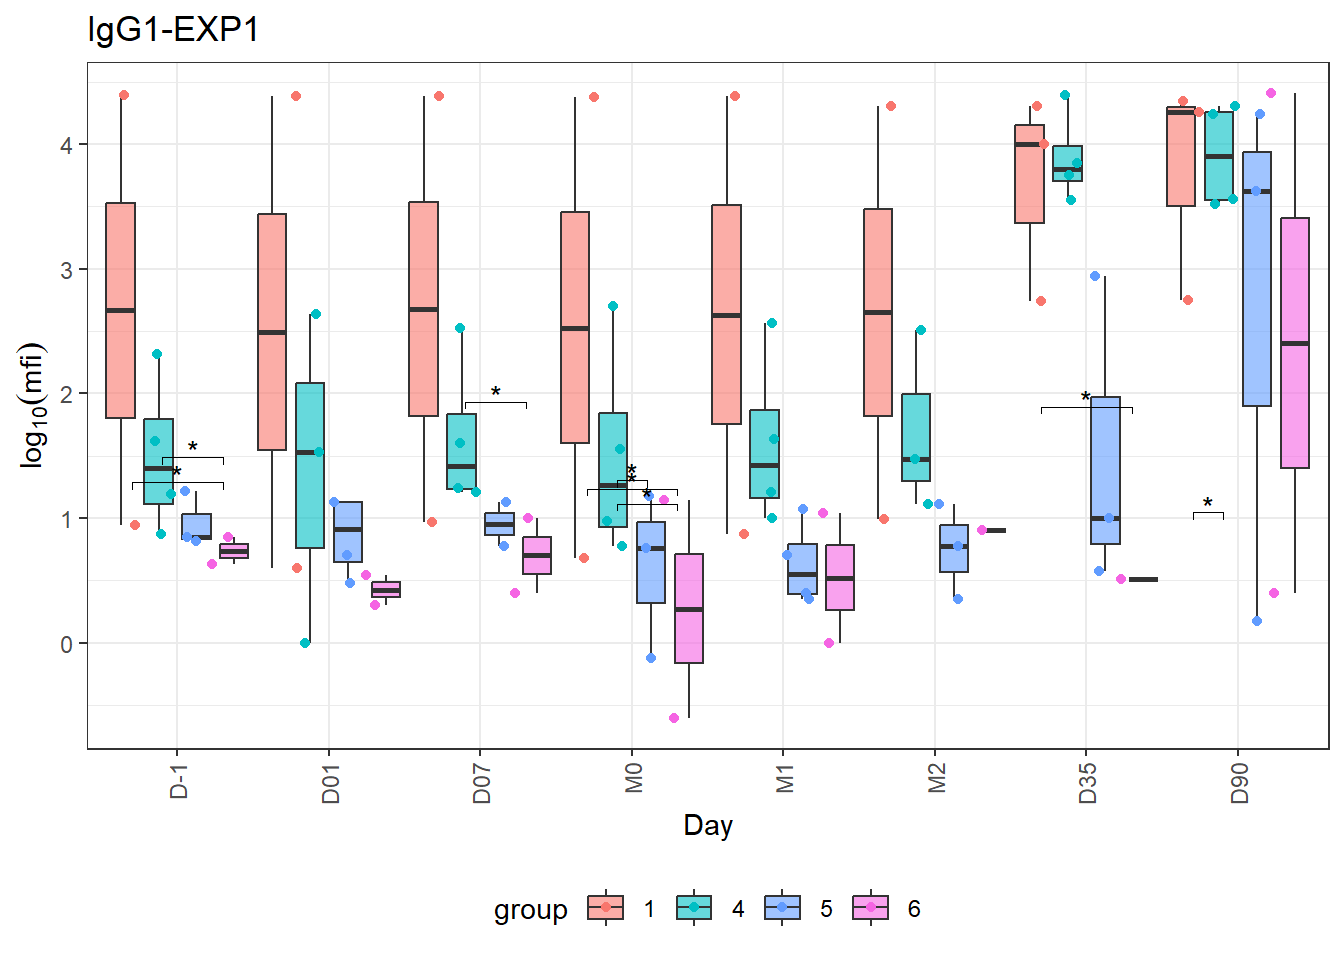 IgG1-EXP1
log10(mfi)
4
3
2
1
0
*
*
*
*
*
*
*
*
D-1
D01
D07
M0
M1
M2
D35
D90
Day
group 1 4 5 6